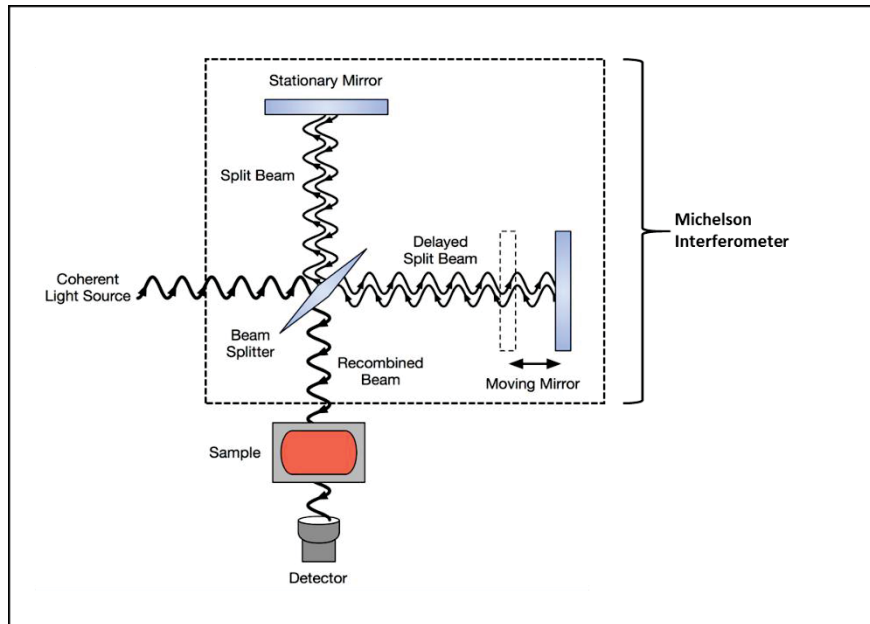 Stationary Mirror
Split Beam
Delayed
Split Beam
Michelson
Interferometer
Coherent
Light Source
Beam
Splitter
Recombined
Beam
Moving Mirror
Sample
Detector